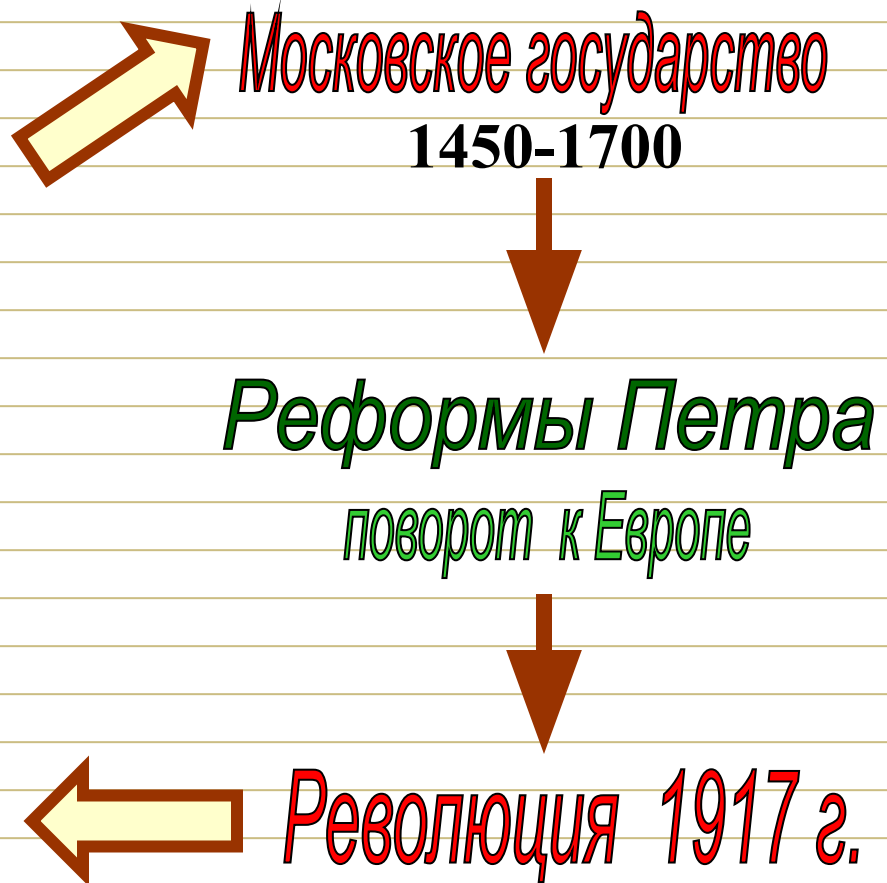 Московское государство
1450-1700
Реформы Петра
поворот к Европе
Революция 1917 г.